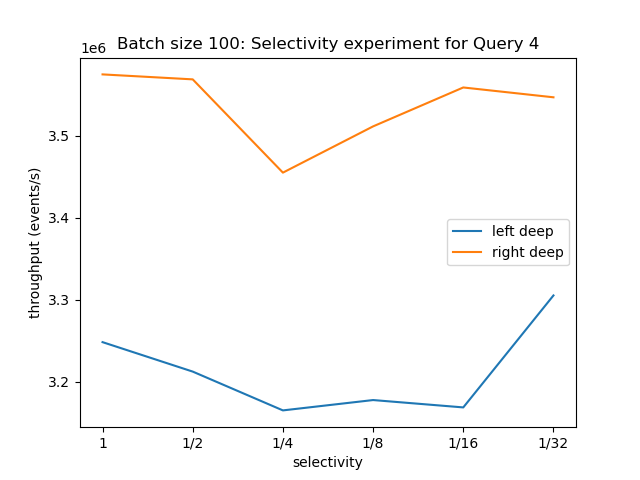 Batch size 100: Selectivity experiment for Query 4
1e6
throughput (events/s)
3.5
3.4
3.3
3.2
left deep
right deep
1 1/2 1/4 1/8 1/16 1/32
selectivity